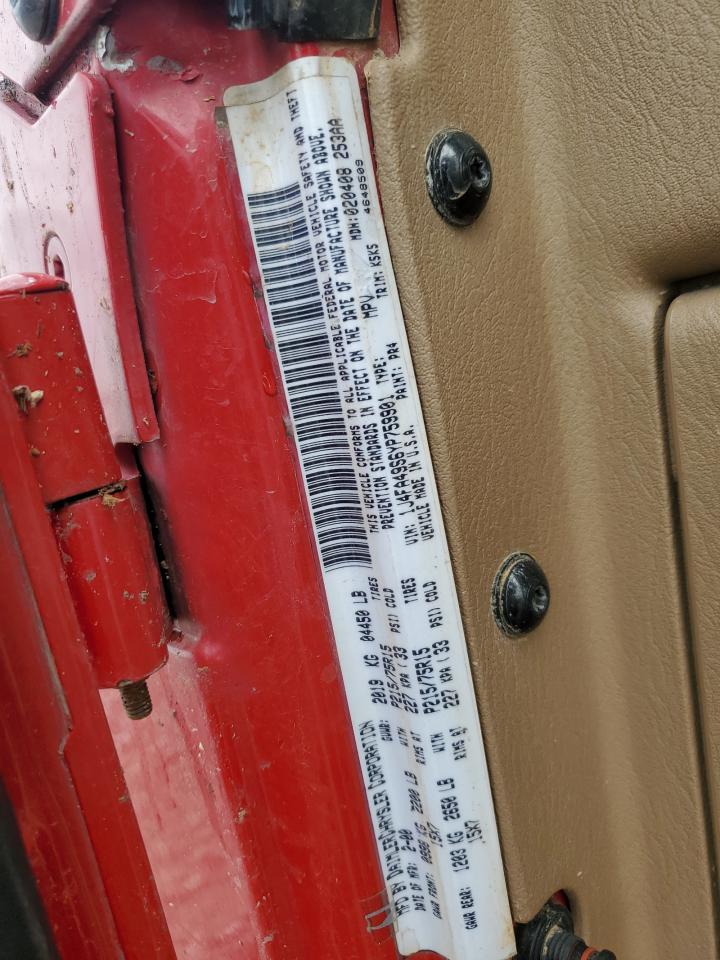 MFD BY DAIMLERCHRYSLER CORPORATION
DATE OF MFR: 2-00 GVWR: 2019 KG 04450 LB
GAWR FRONT: 0998 KG 2200 LB WITH P215/75R15 TIRES
15X7 RIMS AT 227 KPA ( 33 PSI) COLD
GAWR REAR: 1203 KG 2650 LB WITH P215/75R15 TIRES
15X7 RIMS AT 227 KPA ( 33 PSI) COLD
THIS VEHICLE CONFORMS TO ALL APPLICABLE FEDERAL MOTOR VEHICLE SAFETY AND THEFT
PREVENTION STANDARDS IN EFFECT ON THE DATE OF MANUFACTURE SHOWN ABOVE.
VIN: 1J4FA49S6YP759901 TYPE: MPV MDH:020408 253AA
VEHICLE MADE IN U.S.A. PAINT: PR4 TRIM: K5K5 4648509